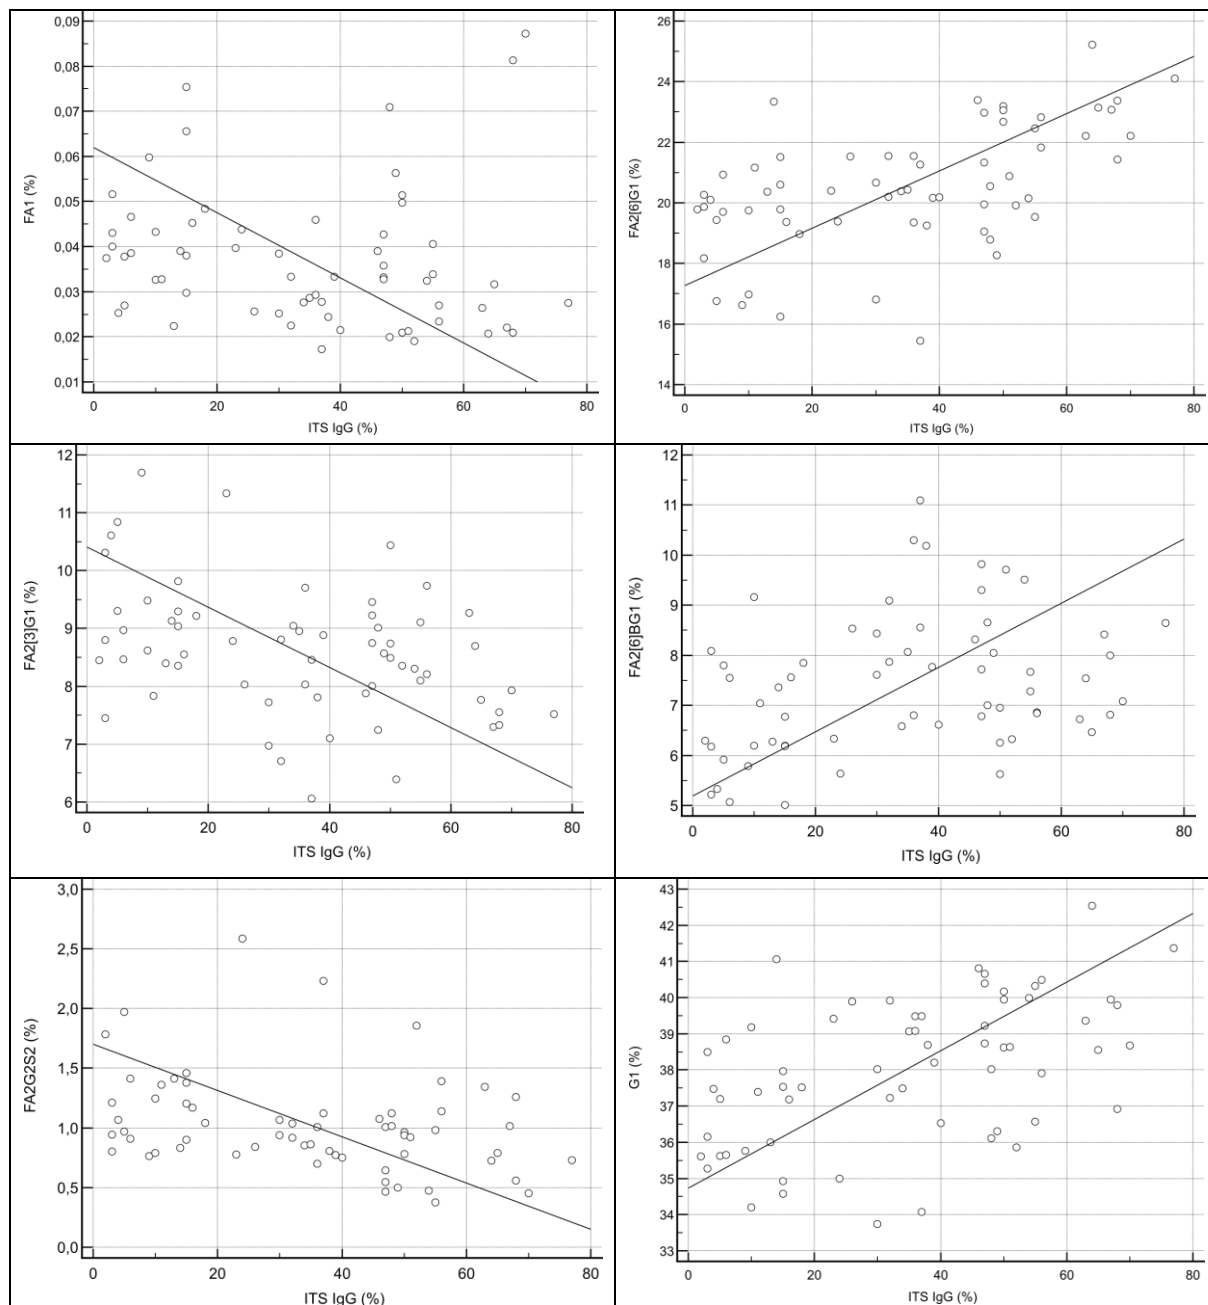 0,09
0,08
0,07
0,06
0,05
0,04
0,03
0,02
0,01
FA1 (%)
0 20 40 60 80
ITS IgG (%)
26
24
22
20
18
16
14
FA2[6]G1 (%)
0 20 40 60 80
ITS IgG (%)
12
11
10
9
8
7
6
FA2[3]G1 (%)
0 20 40 60 80
ITS IgG (%)
12
11
10
9
8
7
6
5
FA2[6]BG1 (%)
0 20 40 60 80
ITS IgG (%)
3,0
2,5
2,0
1,5
1,0
0,5
0,0
FA2G2S2 (%)
0 20 40 60 80
ITS IgG (%)
43
42
41
40
39
38
37
36
35
34
33
G1 (%)
0 20 40 60 80
ITS IgG (%)